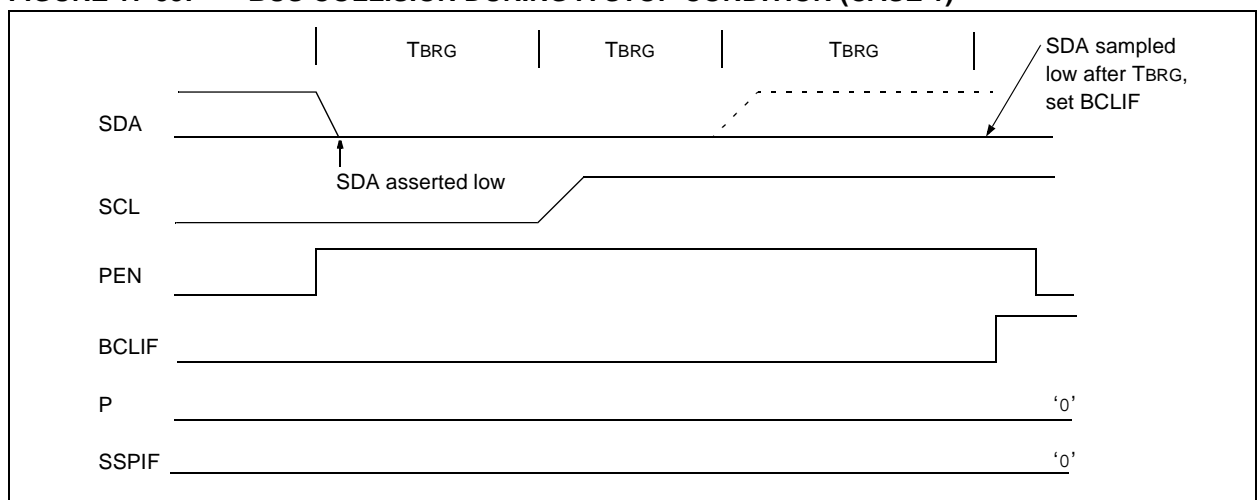 TBRG TBRG TBRG
SDA sampled
low after TBRG,
set BCLIF
SDA
SDA asserted low
SCL
PEN
BCLIF
P
‘0’
SSPIF
‘0’